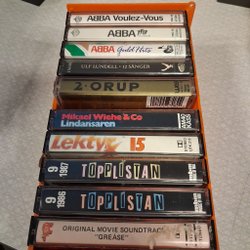 ABBA Voulez-Vous
ABBA
ABBA Gold Hits
ULF LUNDELL · 12 SÅNGER
2·ORUP
Mikael Wiehe & Co
Lindansaren
Lektyr 15
9 1987 TOPPLISTAN
9 1986 TOPPLISTAN
ORIGINAL MOVIE SOUNDTRACK
"GREASE"